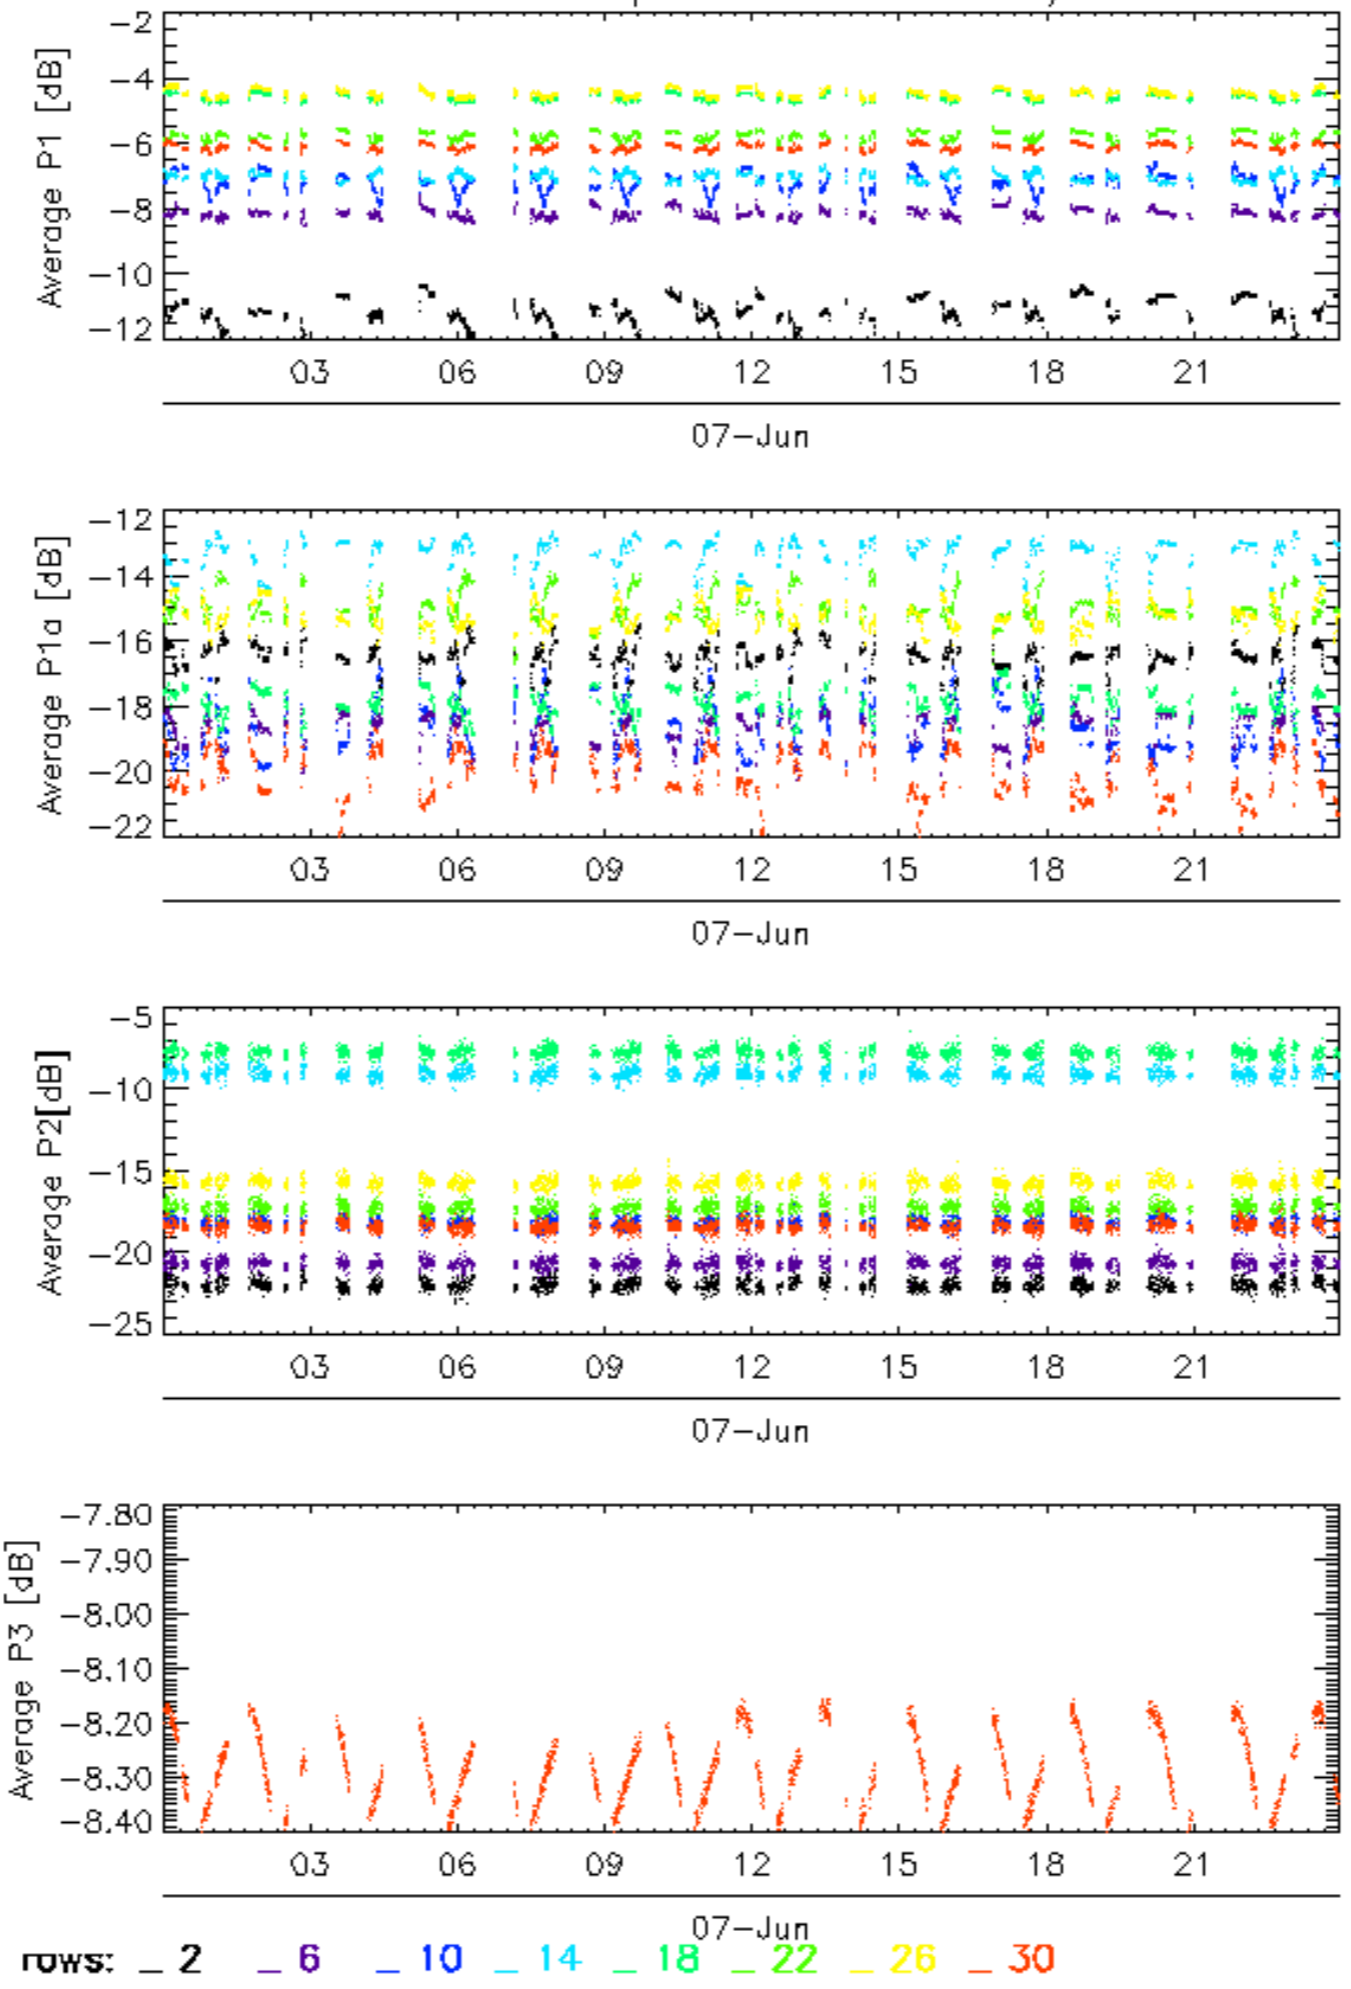 -2
-4
-6
-8
-10
-12
Average P1 [dB]
03 06 09 12 15 18 21
07-Jun
-12
-14
-16
-18
-20
-22
Average P1a [dB]
03 06 09 12 15 18 21
07-Jun
-5
-10
-15
-20
-25
Average P2[dB]
03 06 09 12 15 18 21
07-Jun
-7.80
-7.90
-8.00
-8.10
-8.20
-8.30
-8.40
Average P3 [dB]
03 06 09 12 15 18 21
07-Jun
rows: _ 2 _ 6 _ 10 _ 14 _ 18 _ 22 _ 26 _ 30